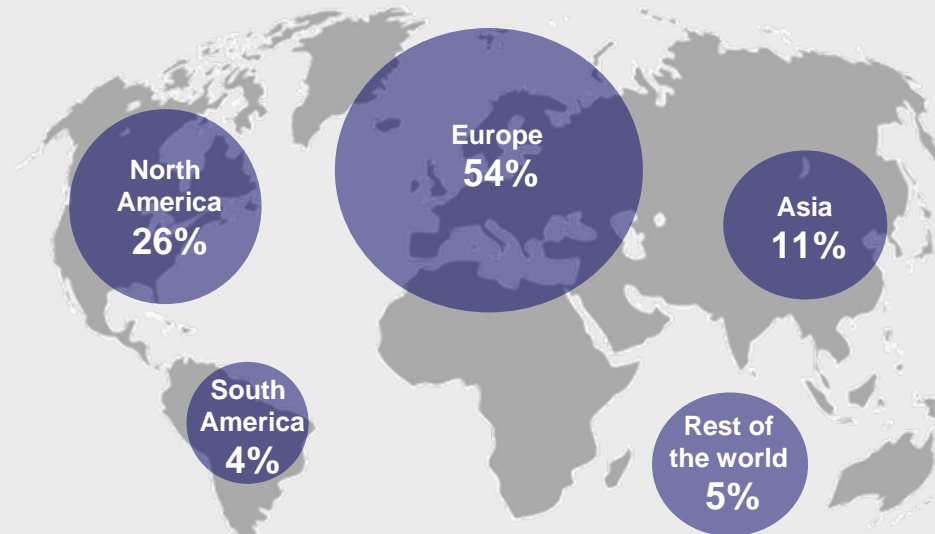 North
America
26%
Europe
54%
Asia
11%
South
America
4%
Rest of
the world
5%